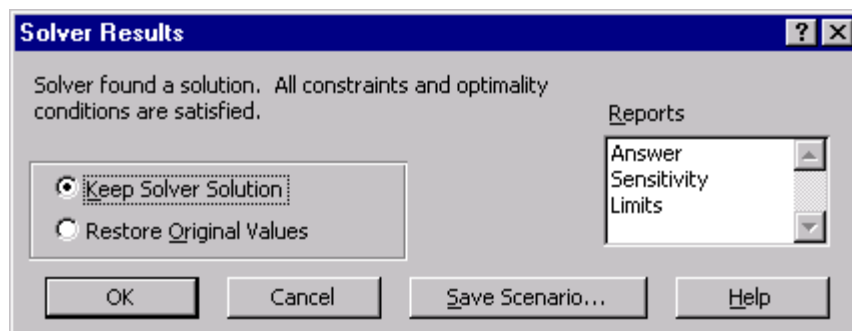 Solver Results
Solver found a solution. All constraints and optimality
conditions are satisfied.
Reports
Answer
Sensitivity
Limits
Keep Solver Solution
Restore Original Values
OK Cancel Save Scenario... Help